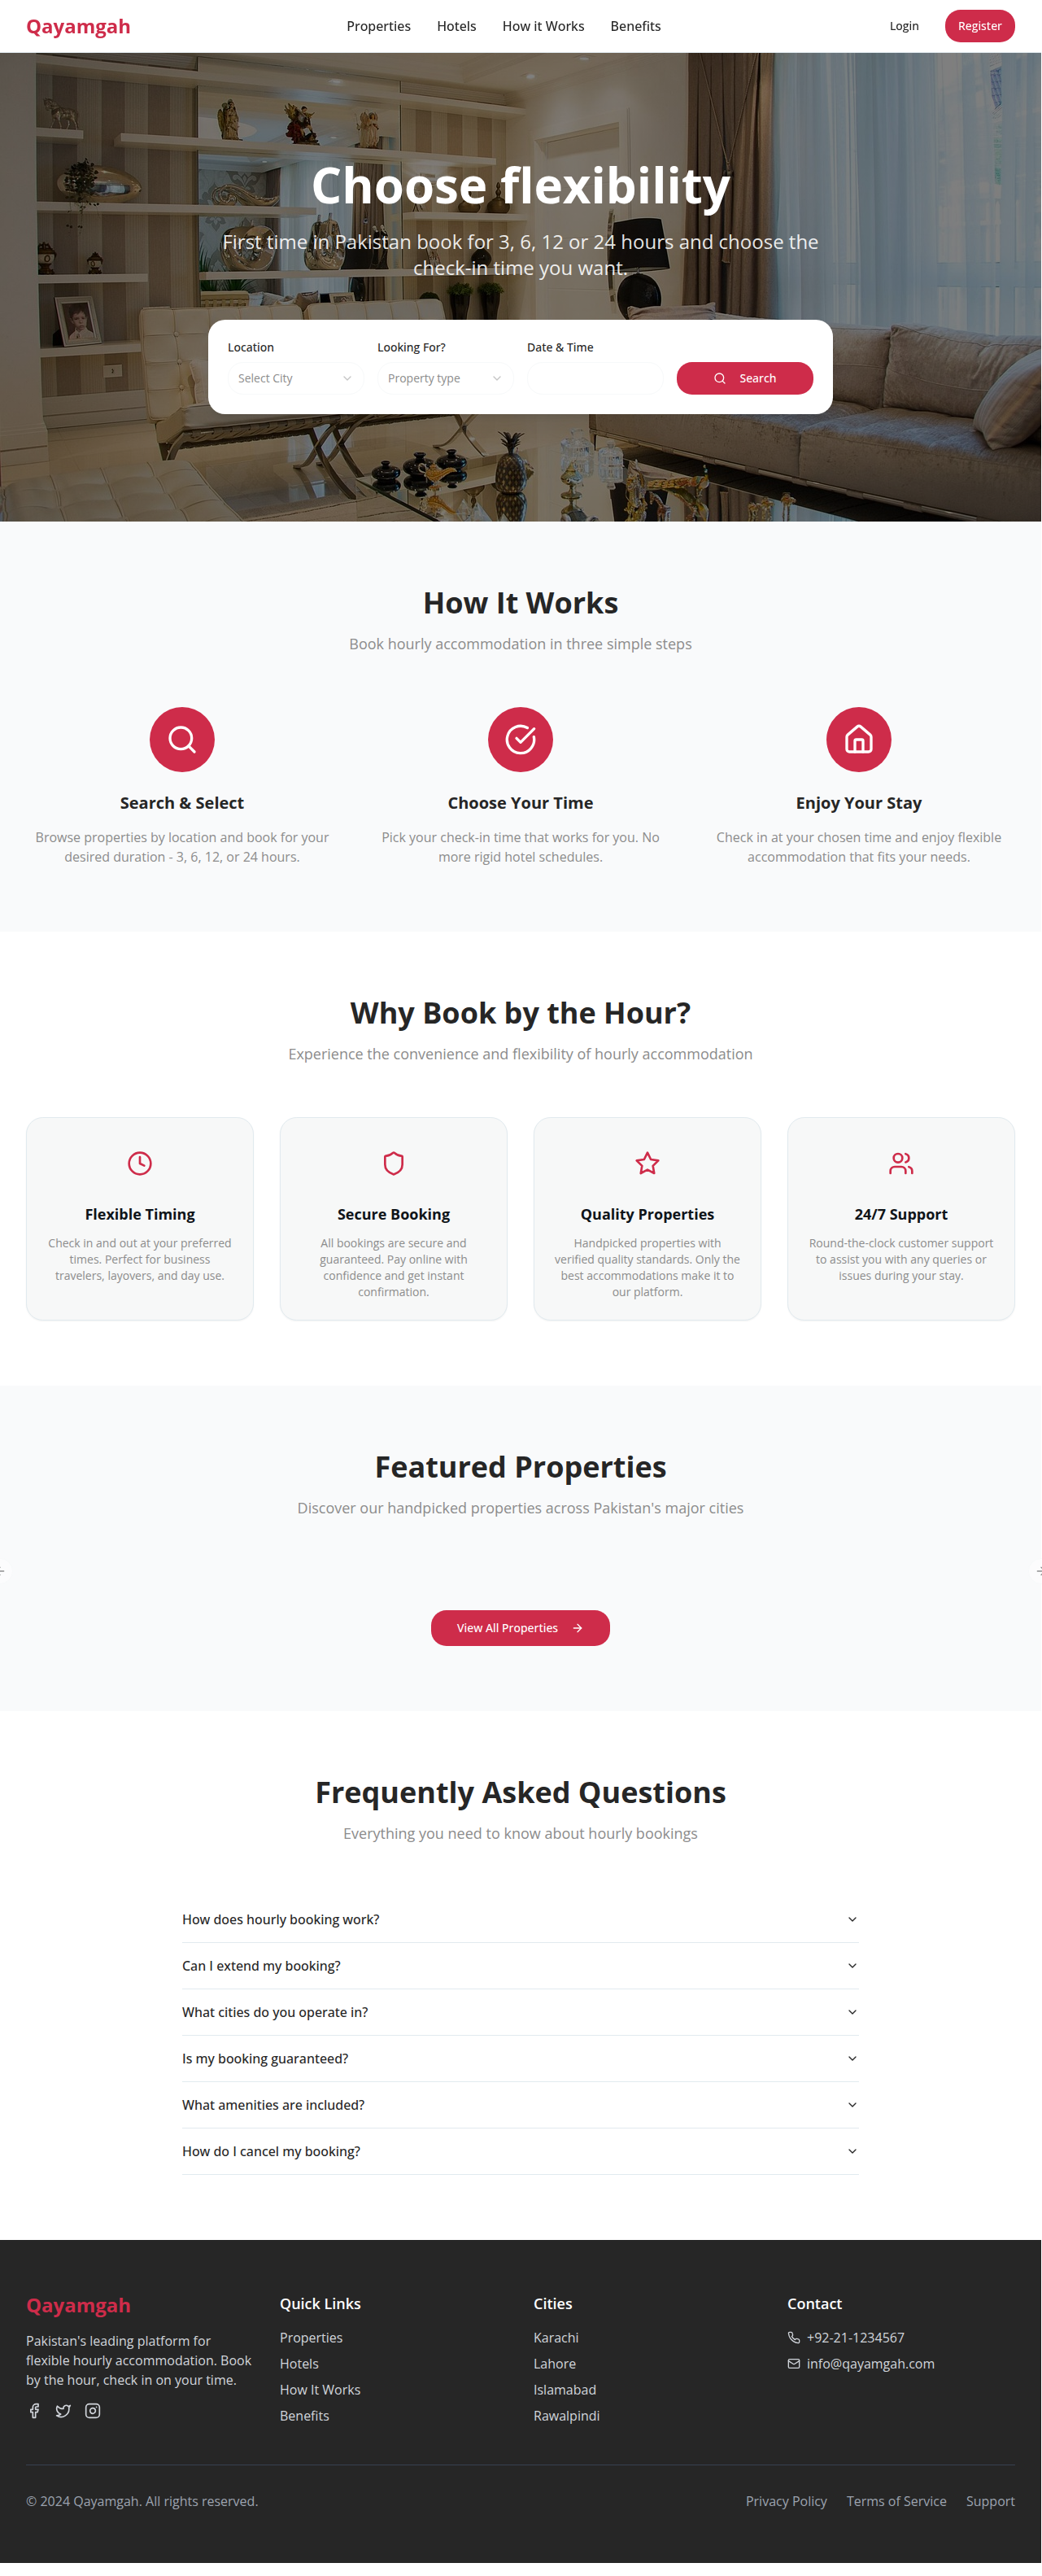 Qayamgah
Properties
Hotels
How it Works
Benefits
Login
Register
Choose flexibility
First time in Pakistan book for 3, 6, 12 or 24 hours and choose the
check-in time you want.
Location
Looking For?
Date & Time
Select City
Property type
Search
How It Works
Book hourly accommodation in three simple steps
Search & Select
Browse properties by location and book for your
desired duration - 3, 6, 12, or 24 hours.
Choose Your Time
Pick your check-in time that works for you. No
more rigid hotel schedules.
Enjoy Your Stay
Check in at your chosen time and enjoy flexible
accommodation that fits your needs.
Why Book by the Hour?
Experience the convenience and flexibility of hourly accommodation
Flexible Timing
Check in and out at your preferred
times. Perfect for business
travelers, layovers, and day use.
Secure Booking
All bookings are secure and
guaranteed. Pay online with
confidence and get instant
confirmation.
Quality Properties
Handpicked properties with
verified quality standards. Only the
best accommodations make it to
our platform.
24/7 Support
Round-the-clock customer support
to assist you with any queries or
issues during your stay.
Featured Properties
Discover our handpicked properties across Pakistan's major cities
View All Properties
Frequently Asked Questions
Everything you need to know about hourly bookings
How does hourly booking work?
Can I extend my booking?
What cities do you operate in?
Is my booking guaranteed?
What amenities are included?
How do I cancel my booking?
Qayamgah
Pakistan's leading platform for
flexible hourly accommodation. Book
by the hour, check in on your time.
Quick Links
Properties
Hotels
How It Works
Benefits
Cities
Karachi
Lahore
Islamabad
Rawalpindi
Contact
+92-21-1234567
info@qayamgah.com
© 2024 Qayamgah. All rights reserved.
Privacy Policy
Terms of Service
Support